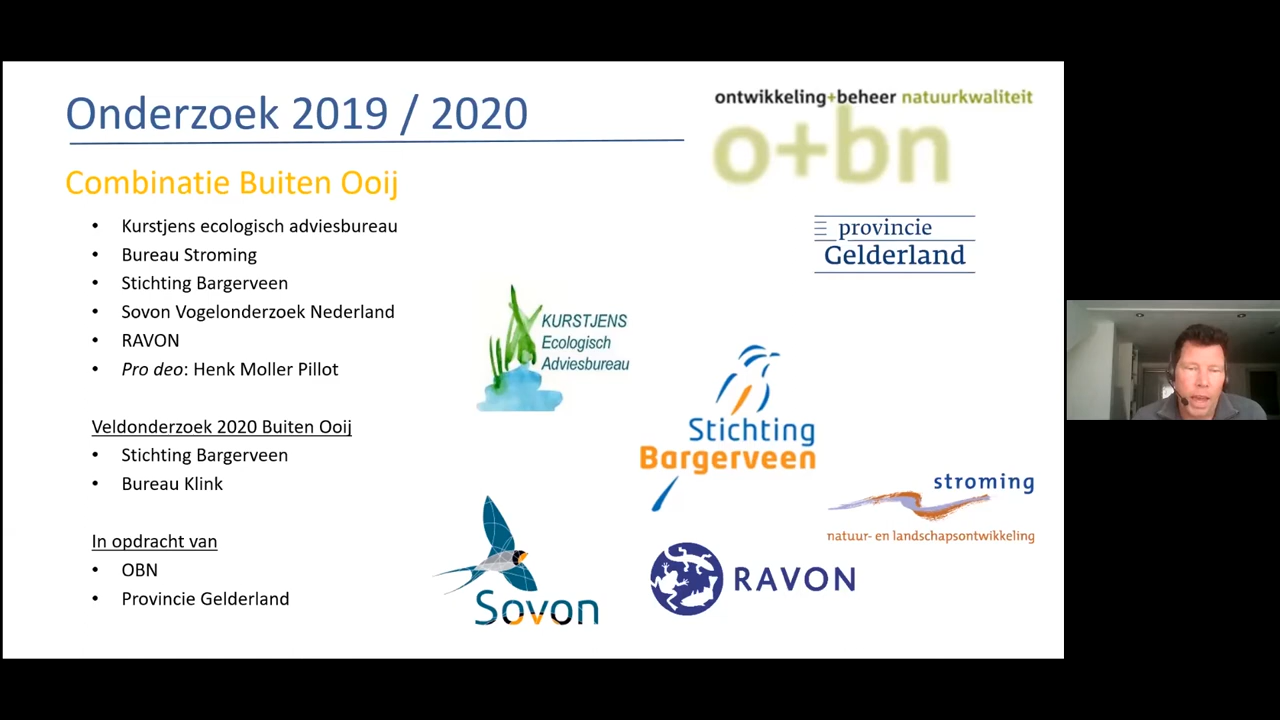 Onderzoek 2019 / 2020
Combinatie Buiten Ooij
• Kurstjens ecologisch adviesbureau
• Bureau Stroming
• Stichting Bargerveen
• Sovon Vogelonderzoek Nederland
• RAVON
• Pro deo: Henk Moller Pillot
Veldonderzoek 2020 Buiten Ooij
• Stichting Bargerveen
• Bureau Klink
In opdracht van
• OBN
• Provincie Gelderland
ontwikkeling+beheer natuurkwaliteit
o+bn
provincie
Gelderland
KURSTJENS
Ecologisch
Adviesbureau
Stichting
Bargerveen
stroming
natuur- en landschapsontwikkeling
Sovon
RAVON